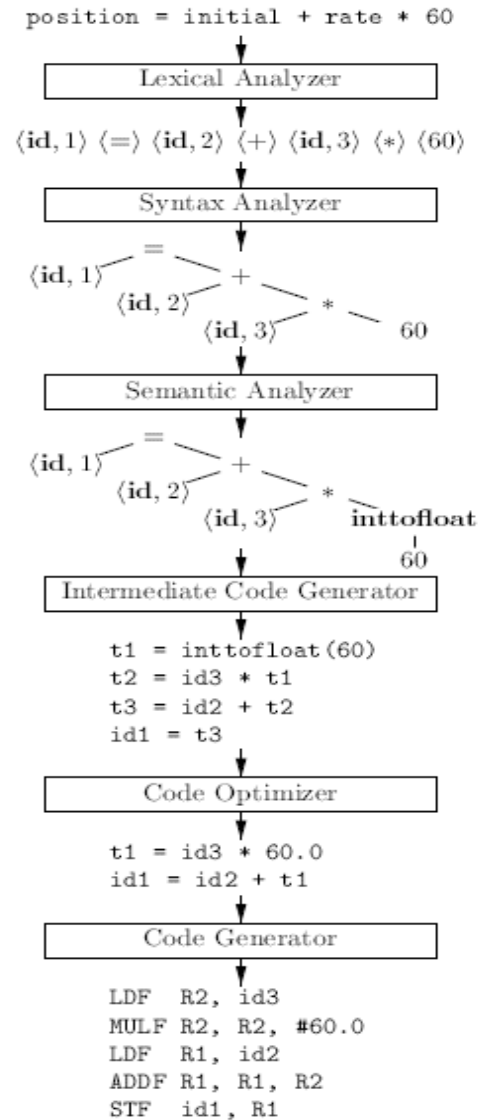 position = initial + rate * 60
Lexical Analyzer
⟨id, 1⟩ ⟨=⟩ ⟨id, 2⟩ ⟨+⟩ ⟨id, 3⟩ ⟨*⟩ ⟨60⟩
Syntax Analyzer
=
⟨id, 1⟩
+
⟨id, 2⟩
*
⟨id, 3⟩
60
Semantic Analyzer
=
⟨id, 1⟩
+
⟨id, 2⟩
*
⟨id, 3⟩
inttofloat
60
Intermediate Code Generator
t1 = inttofloat(60)
t2 = id3 * t1
t3 = id2 + t2
id1 = t3
Code Optimizer
t1 = id3 * 60.0
id1 = id2 + t1
Code Generator
LDF R2, id3
MULF R2, R2, #60.0
LDF R1, id2
ADDF R1, R1, R2
STF id1, R1